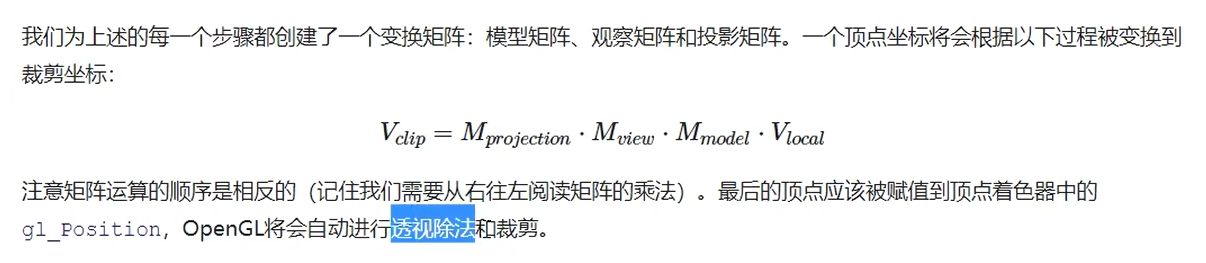 我们为上述的每一个步骤都创建了一个变换矩阵：模型矩阵、观察矩阵和投影矩阵。一个顶点坐标将会根据以下过程被变换到
裁剪坐标：
V_{clip} = M_{projection} · M_{view} · M_{model} · V_{local}
注意矩阵运算的顺序是相反的（记住我们需要从右往左阅读矩阵的乘法）。最后的顶点应该被赋值到顶点着色器中的
gl_Position，OpenGL将会自动进行透视除法和裁剪。